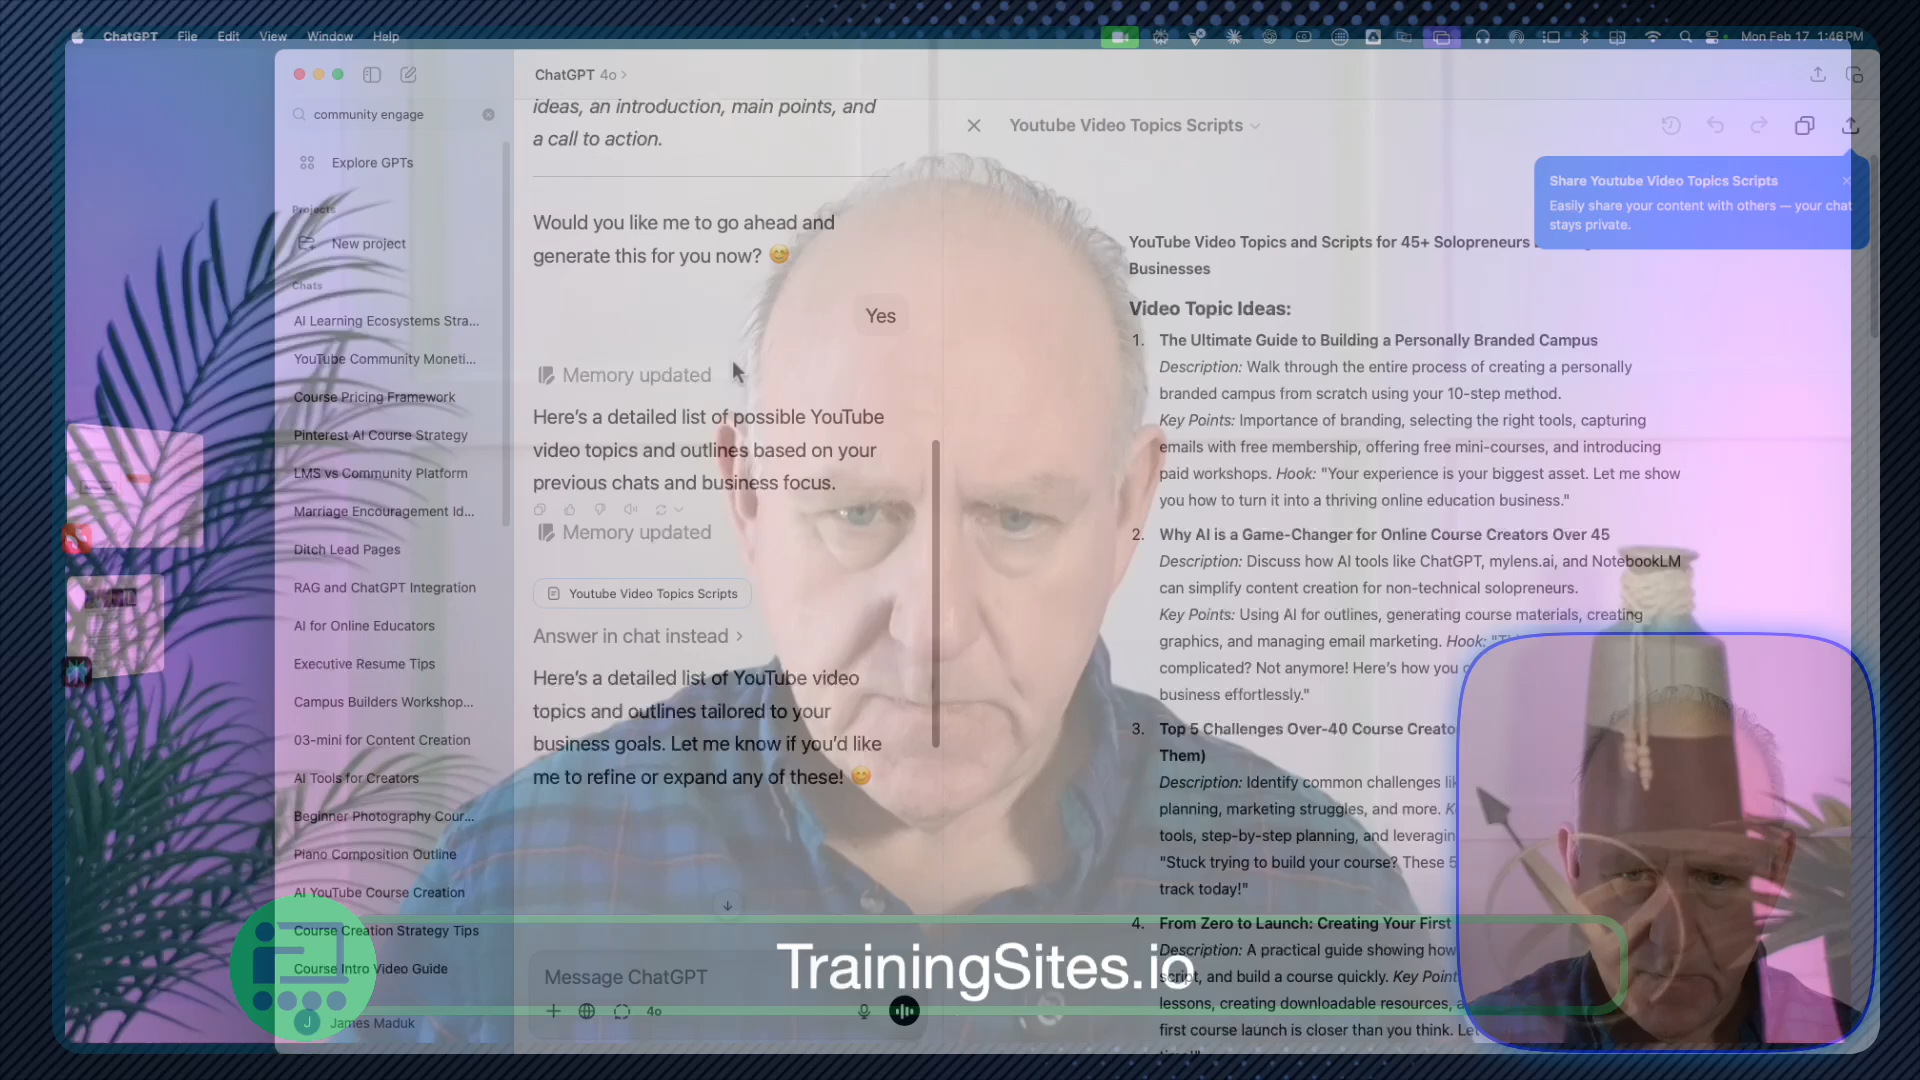 ChatGPT File Edit View Window Help
Mon Feb 17 1:46 PM
community engage
Explore GPTs
Projects
New project
Chats
AI Learning Ecosystems Stra...
YouTube Community Moneti...
Course Pricing Framework
Pinterest AI Course Strategy
LMS vs Community Platform
Marriage Encouragement Id...
Ditch Lead Pages
RAG and ChatGPT Integration
AI for Online Educators
Executive Resume Tips
Campus Builders Workshop...
03-mini for Content Creation
AI Tools for Creators
Beginner Photography Cour...
Piano Composition Outline
AI YouTube Course Creation
Course Creation Strategy Tips
Course Intro Video Guide
J James Maduk
ChatGPT 4o >
ideas, an introduction, main points, and
a call to action.
Would you like me to go ahead and
generate this for you now? 😊
Yes
Memory updated
Here's a detailed list of possible YouTube
video topics and outlines based on your
previous chats and business focus.
Memory updated
Youtube Video Topics Scripts
Answer in chat instead >
Here's a detailed list of YouTube video
topics and outlines tailored to your
business goals. Let me know if you'd like
me to refine or expand any of these! 😊
Message ChatGPT
4o
Youtube Video Topics Scripts
Share Youtube Video Topics Scripts
Easily share your content with others — your chat
stays private.
YouTube Video Topics and Scripts for 45+ Solopreneurs
Businesses
Video Topic Ideas:
1. The Ultimate Guide to Building a Personally Branded Campus
Description: Walk through the entire process of creating a personally
branded campus from scratch using your 10-step method.
Key Points: Importance of branding, selecting the right tools, capturing
emails with free membership, offering free mini-courses, and introducing
paid workshops. Hook: "Your experience is your biggest asset. Let me show
you how to turn it into a thriving online education business."
2. Why AI is a Game-Changer for Online Course Creators Over 45
Description: Discuss how AI tools like ChatGPT, mylens.ai, and NotebookLM
can simplify content creation for non-technical solopreneurs.
Key Points: Using AI for outlines, generating course materials, creating
graphics, and managing email marketing. Hook:
complicated? Not anymore! Here's how you
business effortlessly."
3. Top 5 Challenges Over-40 Course
Them)
Description: Identify common challenges
planning, marketing struggles, and more.
tools, step-by-step planning, and
"Stuck trying to build your course? These 5
track today!"
4. From Zero to Launch: Creating Your First
Description: A practical guide showing how
script, and build a course quickly. Key
lessons, creating downloadable resources,
first course launch is closer than you think.
TrainingSites.io